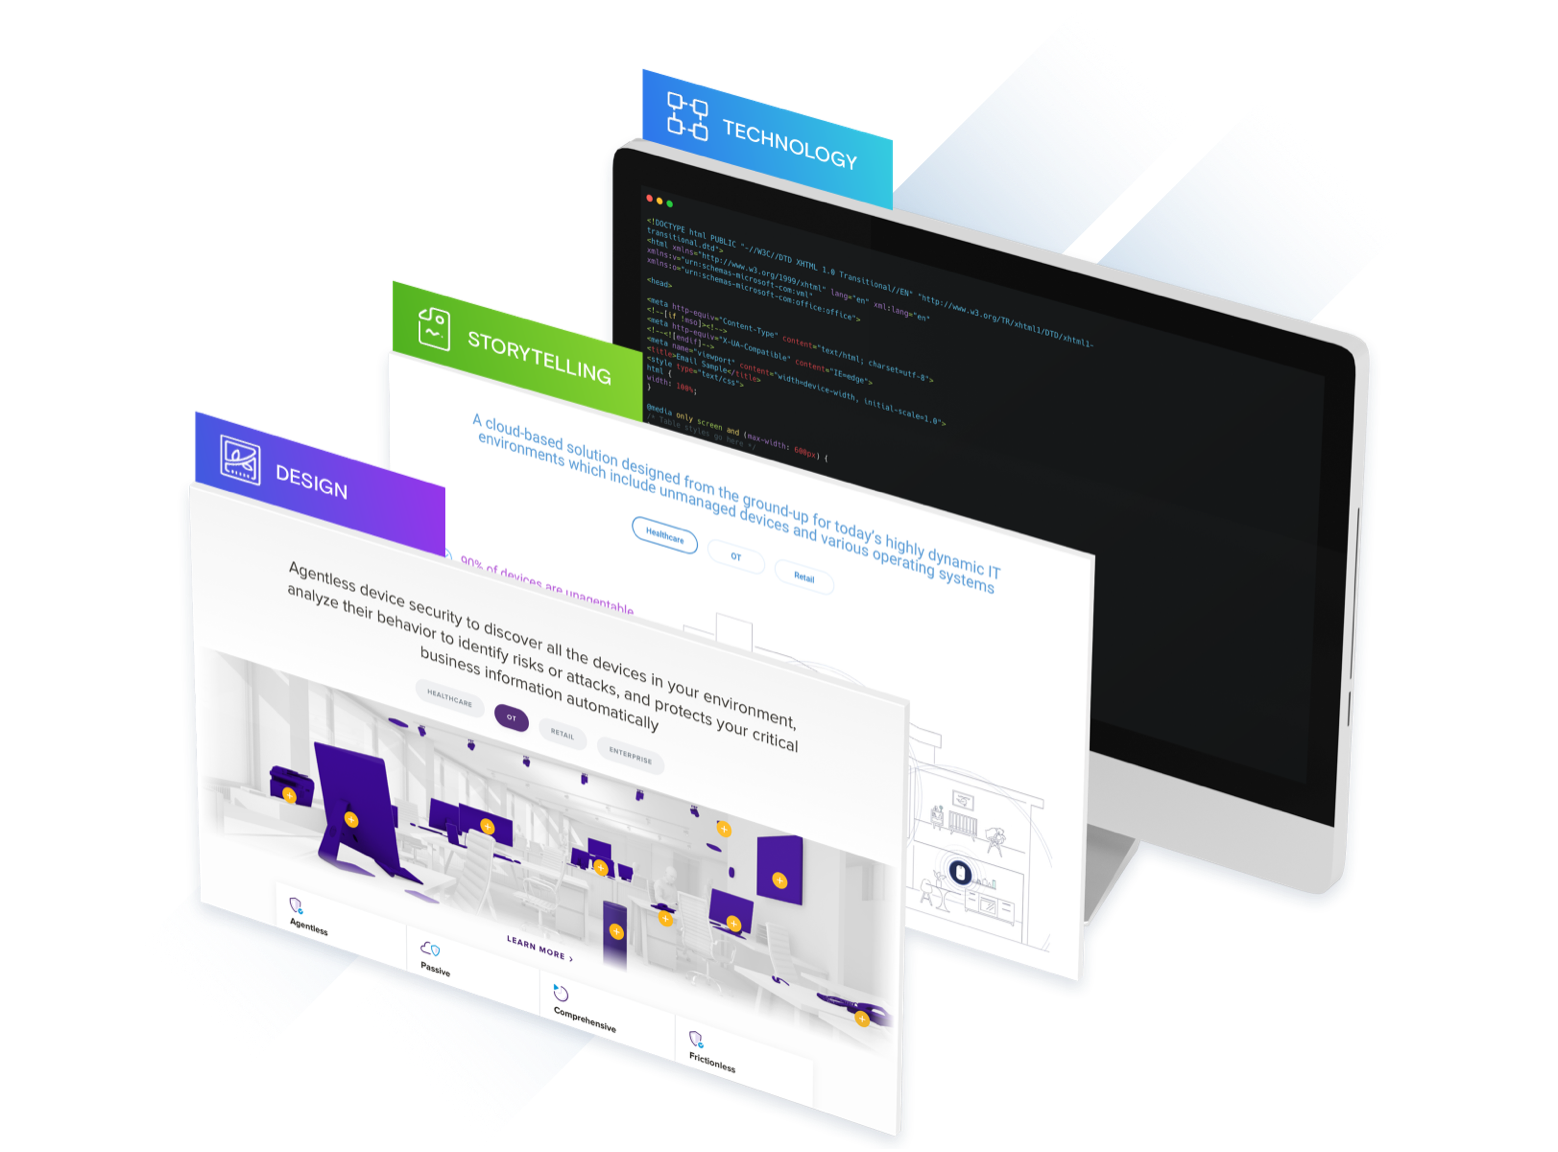 TECHNOLOGY
<!DOCTYPE html PUBLIC "-//W3C//DTD XHTML 1.0 Transitional//EN" "http://www.w3.org/TR/xhtml1/DTD/xhtml1-
transitional.dtd">
<html xmlns="http://www.w3.org/1999/xhtml" lang="en" xml:lang="en"
xmlns:v="urn:schemas-microsoft-com:vml"
xmlns:o="urn:schemas-microsoft-com:office:office">
<head>
<meta http-equiv="Content-Type" content="text/html; charset=utf-8">
<!--[if !mso]><!-->
<meta http-equiv="X-UA-Compatible" content="IE=edge">
<!--<![endif]-->
<meta name="viewport" content="width=device-width, initial-scale=1.0">
<title>Email Sample</title>
<style type="text/css">
html {
width: 100%;
}
@media only screen and (max-width: 600px) {
/* Table styles go here */
STORYTELLING
A cloud-based solution designed from the ground-up for today's highly dynamic IT
environments which include unmanaged devices and various operating systems
Healthcare
OT
Retail
90% of devices are unagentable
DESIGN
Agentless device security to discover all the devices in your environment,
analyze their behavior to identify risks or attacks, and protects your critical
business information automatically
HEALTHCARE
OT
RETAIL
ENTERPRISE
LEARN MORE >
Agentless
Passive
Comprehensive
Frictionless